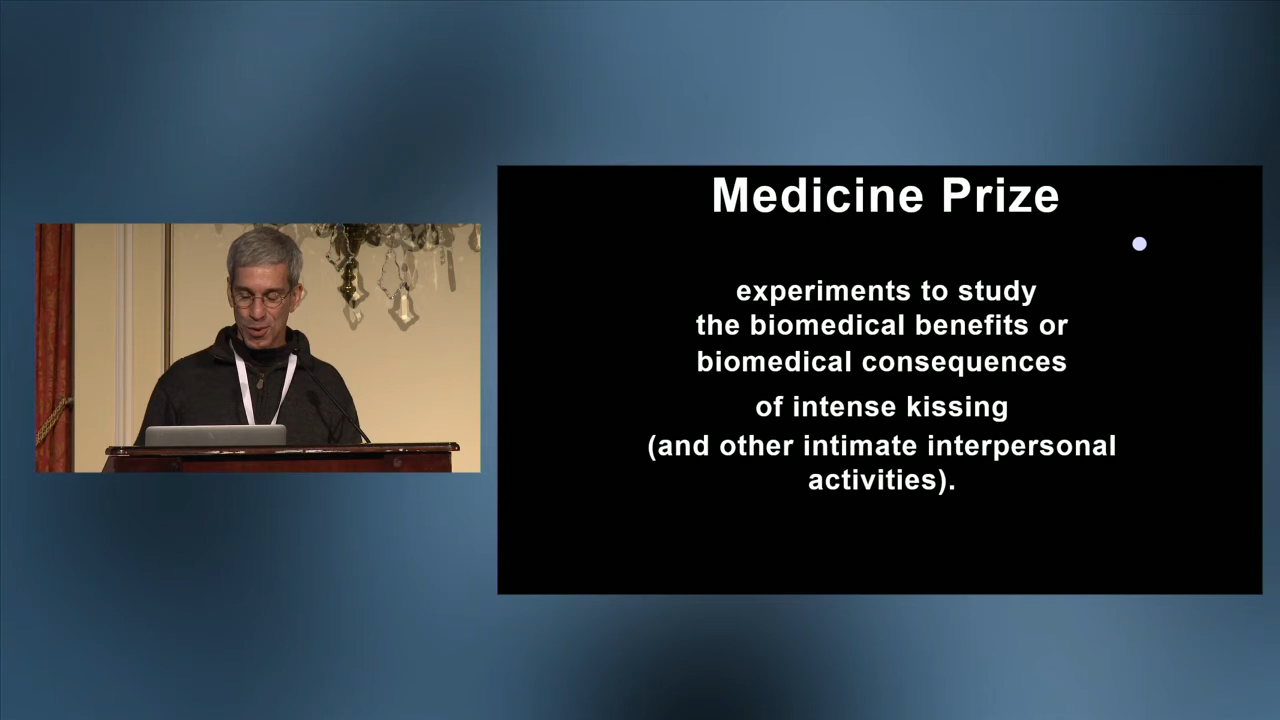 Medicine Prize
experiments to study
the biomedical benefits or
biomedical consequences
of intense kissing
(and other intimate interpersonal
activities).